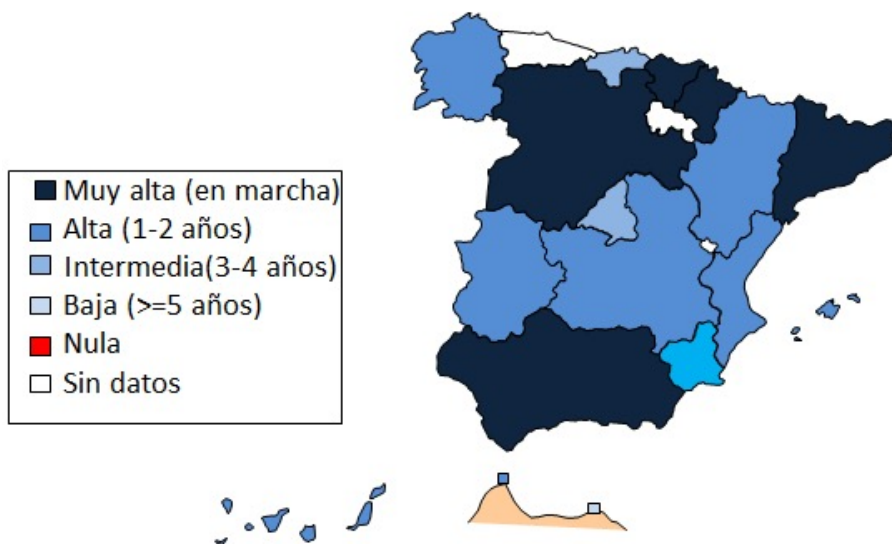 Muy alta (en marcha)
Alta (1-2 años)
Intermedia(3-4 años)
Baja (>=5 años)
Nula
Sin datos